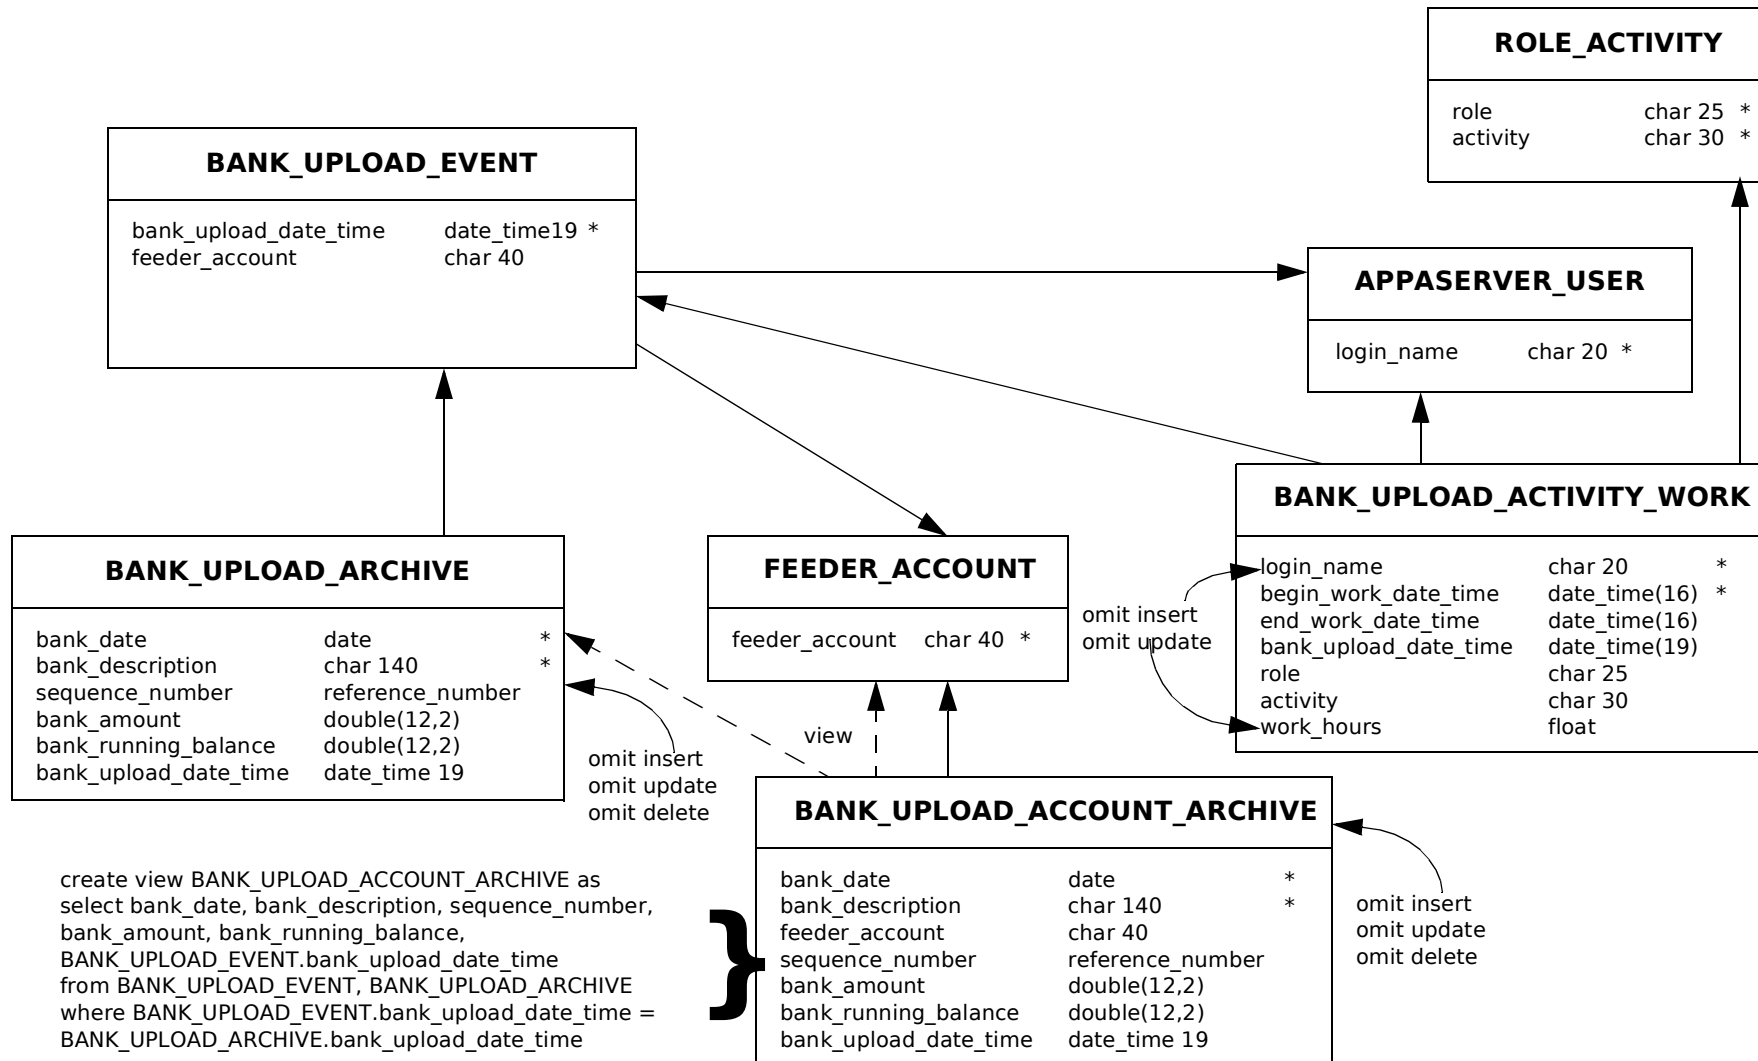 ROLE_ACTIVITY
role char 25 *
activity char 30 *
BANK_UPLOAD_EVENT
bank_upload_date_time date_time19 *
feeder_account char 40
APPASERVER_USER
login_name char 20 *
BANK_UPLOAD_ACTIVITY_WORK
login_name char 20 *
begin_work_date_time date_time(16) *
end_work_date_time date_time(16)
bank_upload_date_time date_time(19)
role char 25
activity char 30
work_hours float
omit insert
omit update
BANK_UPLOAD_ARCHIVE
bank_date date *
bank_description char 140 *
sequence_number reference_number
bank_amount double(12,2)
bank_running_balance double(12,2)
bank_upload_date_time date_time 19
omit insert
omit update
omit delete
FEEDER_ACCOUNT
feeder_account char 40 *
view
BANK_UPLOAD_ACCOUNT_ARCHIVE
bank_date date *
bank_description char 140 *
feeder_account char 40
sequence_number reference_number
bank_amount double(12,2)
bank_running_balance double(12,2)
bank_upload_date_time date_time 19
omit insert
omit update
omit delete
create view BANK_UPLOAD_ACCOUNT_ARCHIVE as
select bank_date, bank_description, sequence_number,
bank_amount, bank_running_balance,
BANK_UPLOAD_EVENT.bank_upload_date_time
from BANK_UPLOAD_EVENT, BANK_UPLOAD_ARCHIVE
where BANK_UPLOAD_EVENT.bank_upload_date_time =
BANK_UPLOAD_ARCHIVE.bank_upload_date_time
}